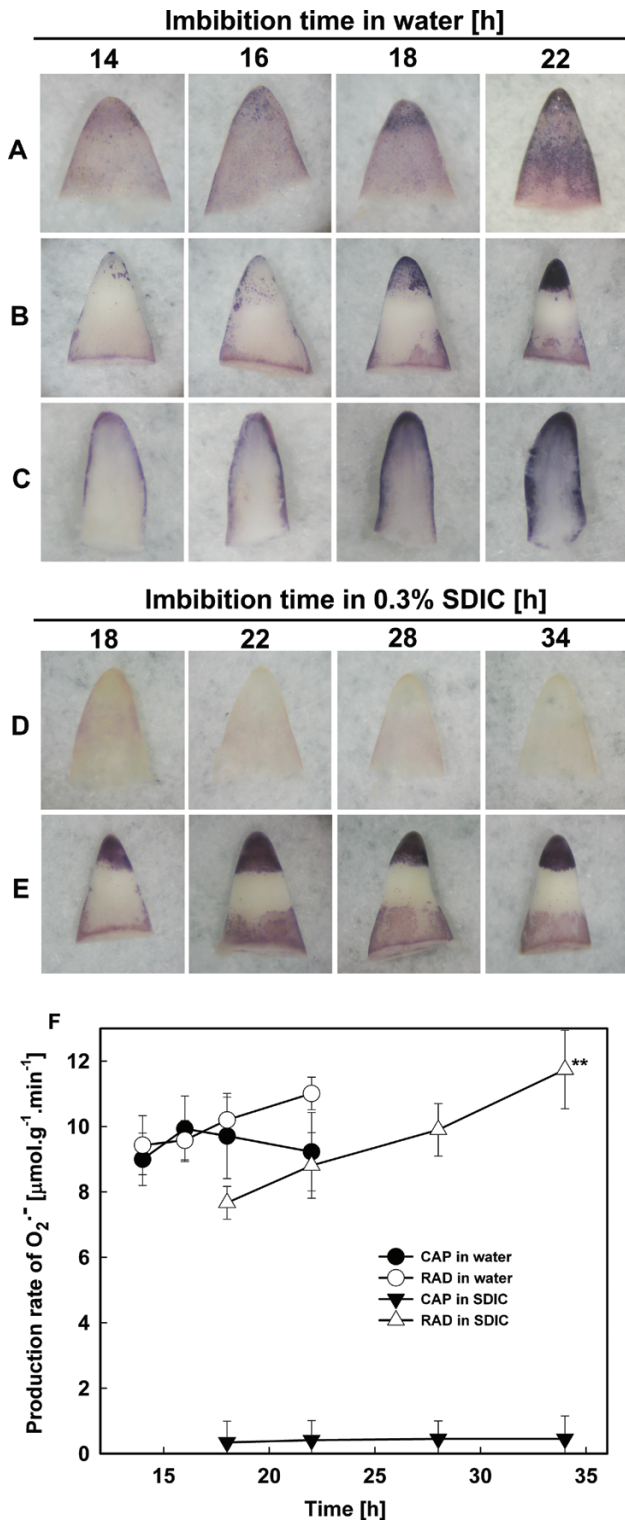 Imbibition time in water [h]
14 16 18 22
A
B
C
Imbibition time in 0.3% SDIC [h]
18 22 28 34
D
E
F
Production rate of O₂·⁻ [μmol.g⁻¹.min⁻¹]
12
10
8
6
4
2
0
**
CAP in water
RAD in water
CAP in SDIC
RAD in SDIC
15 20 25 30 35
Time [h]